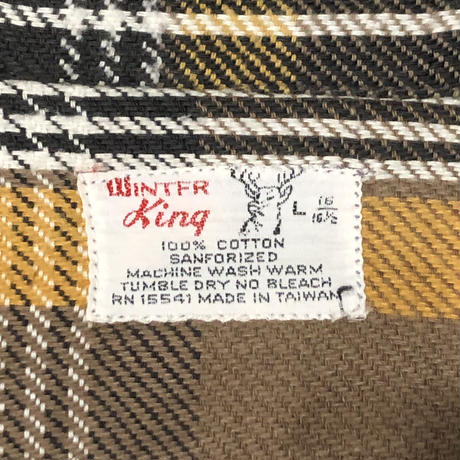 WINTER
King
L 16
16½
100% COTTON
SANFORIZED
MACHINE WASH WARM
TUMBLE DRY NO BLEACH
RN 15541 MADE IN TAIWAN